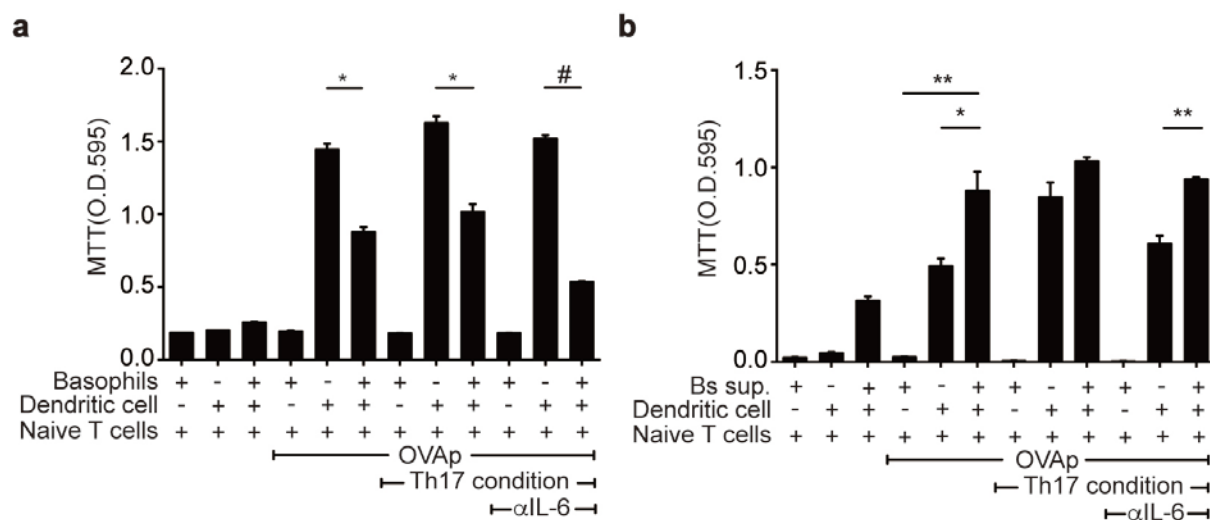 a
MTT(O.D.595)
2.0
1.5
1.0
0.5
0.0
* * #
Basophils + - + + - + + - + + - +
Dendritic cell - + + - + + - + + - + +
Naive T cells + + + + + + + + + + + +
OVAp
Th17 condition
αIL-6
b
MTT(O.D.595)
1.5
1.0
0.5
0.0
**
* **
Bs sup. + - + + - + + - + + - +
Dendritic cell - + + - + + - + + - + +
Naive T cells + + + + + + + + + + + +
OVAp
Th17 condition
αIL-6